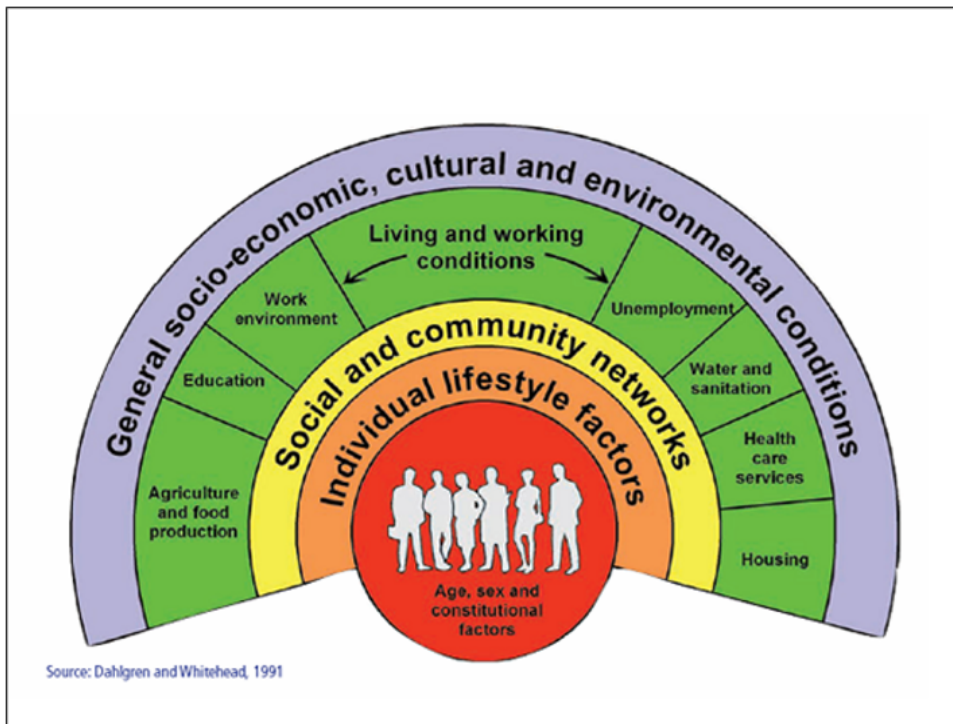 General socio-economic, cultural and environmental conditions
Living and working
conditions
Work
environment
Unemployment
Education
Water and
sanitation
Agriculture
and food
production
Health
care
services
Housing
Social and community networks
Individual lifestyle factors
Age, sex and
constitutional
factors
Source: Dahlgren and Whitehead, 1991